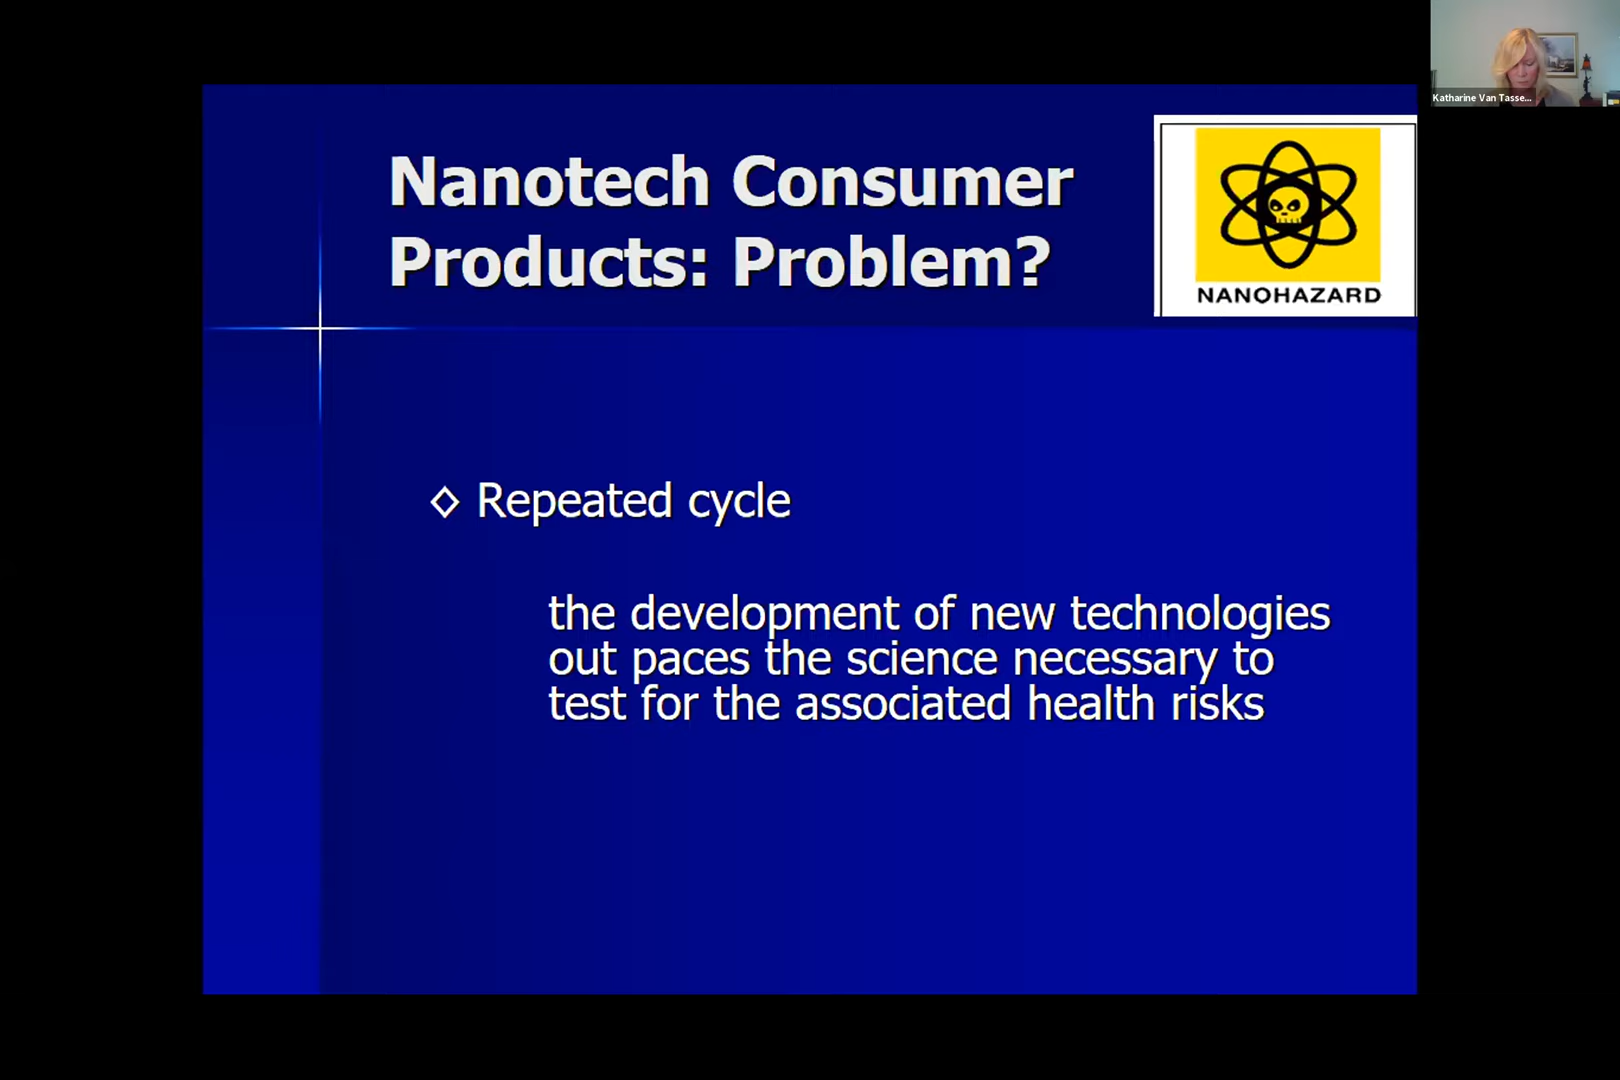 Nanotech Consumer
Products: Problem?
NANOHAZARD
Katharine Van Tasse...
◇ Repeated cycle
the development of new technologies
out paces the science necessary to
test for the associated health risks